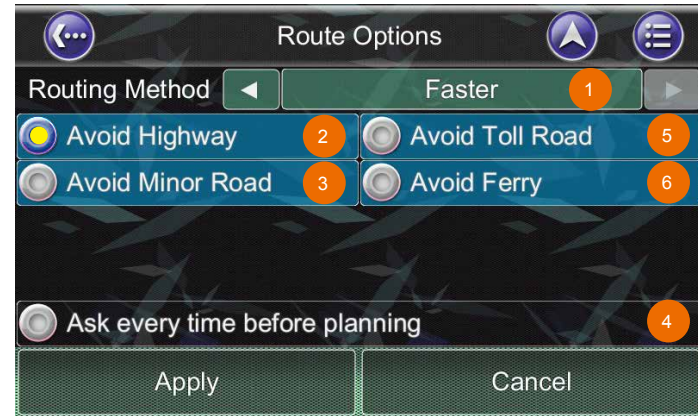 Route Options
Routing Method Faster 1
Avoid Highway 2 Avoid Toll Road 5
Avoid Minor Road 3 Avoid Ferry 6
Ask every time before planning 4
Apply Cancel